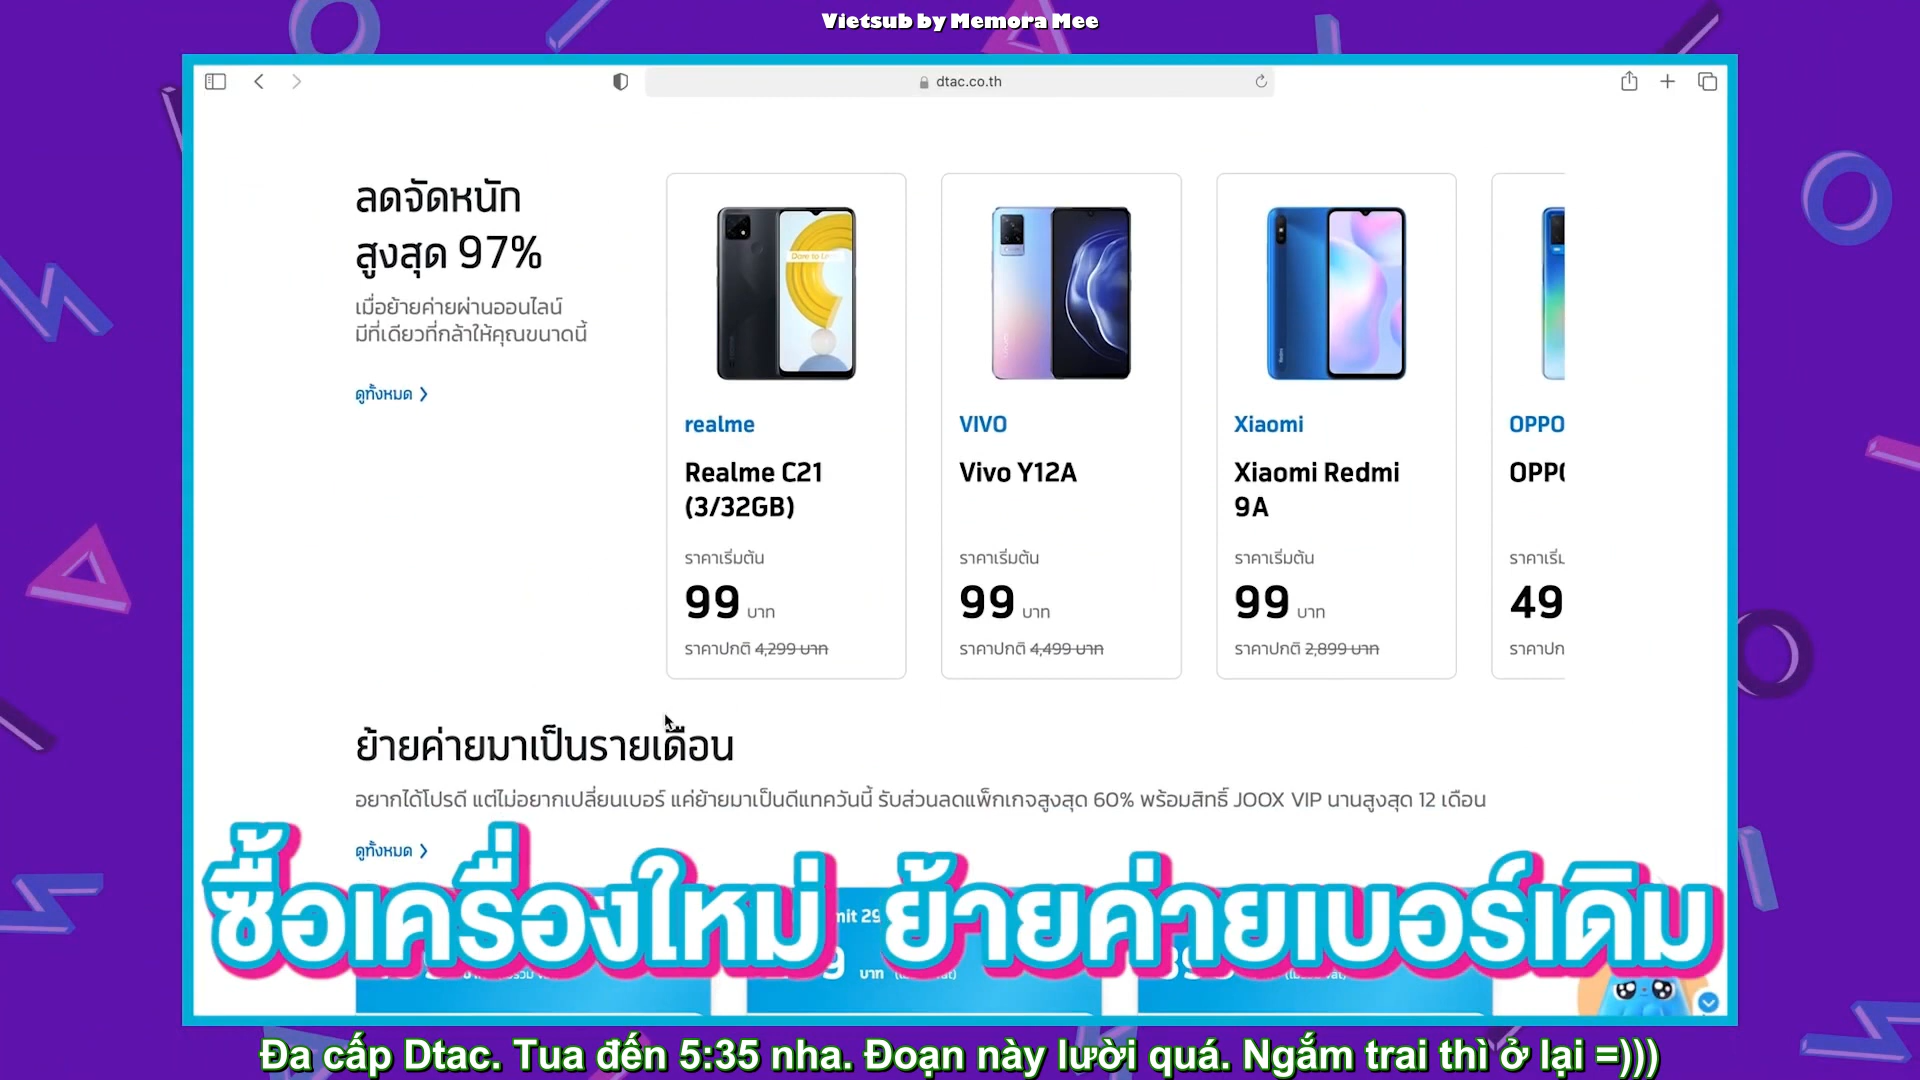 Vietsub by Memora Mee
dtac.co.th
ลดจัดหนัก
สูงสุด 97%
เมื่อย้ายค่ายผ่านออนไลน์
มีที่เดียวที่กล้าให้คุณขนาดนี้
ดูทั้งหมด
realme
Realme C21
(3/32GB)
ราคาเริ่มต้น
99 บาท
ราคาปกติ 4,299 บาท
VIVO
Vivo Y12A
ราคาเริ่มต้น
99 บาท
ราคาปกติ 4,499 บาท
Xiaomi
Xiaomi Redmi
9A
ราคาเริ่มต้น
99 บาท
ราคาปกติ 2,899 บาท
OPPO
49
ย้ายค่ายมาเป็นรายเดือน
อยากได้โปรดี แต่ไม่อยากเปลี่ยนเบอร์ แค่ย้ายมาเป็นดีแทควันนี้ รับส่วนลดแพ็กเกจสูงสุด 60% พร้อมสิทธิ์ JOOX VIP นานสูงสุด 12 เดือน
ดูทั้งหมด
ซื้อเครื่องใหม่ ย้ายค่ายเบอร์เดิม
บาท
Đa cấp Dtac. Tua đến 5:35 nha. Đoạn này lười quá. Ngắm trai thì ở lại =)))